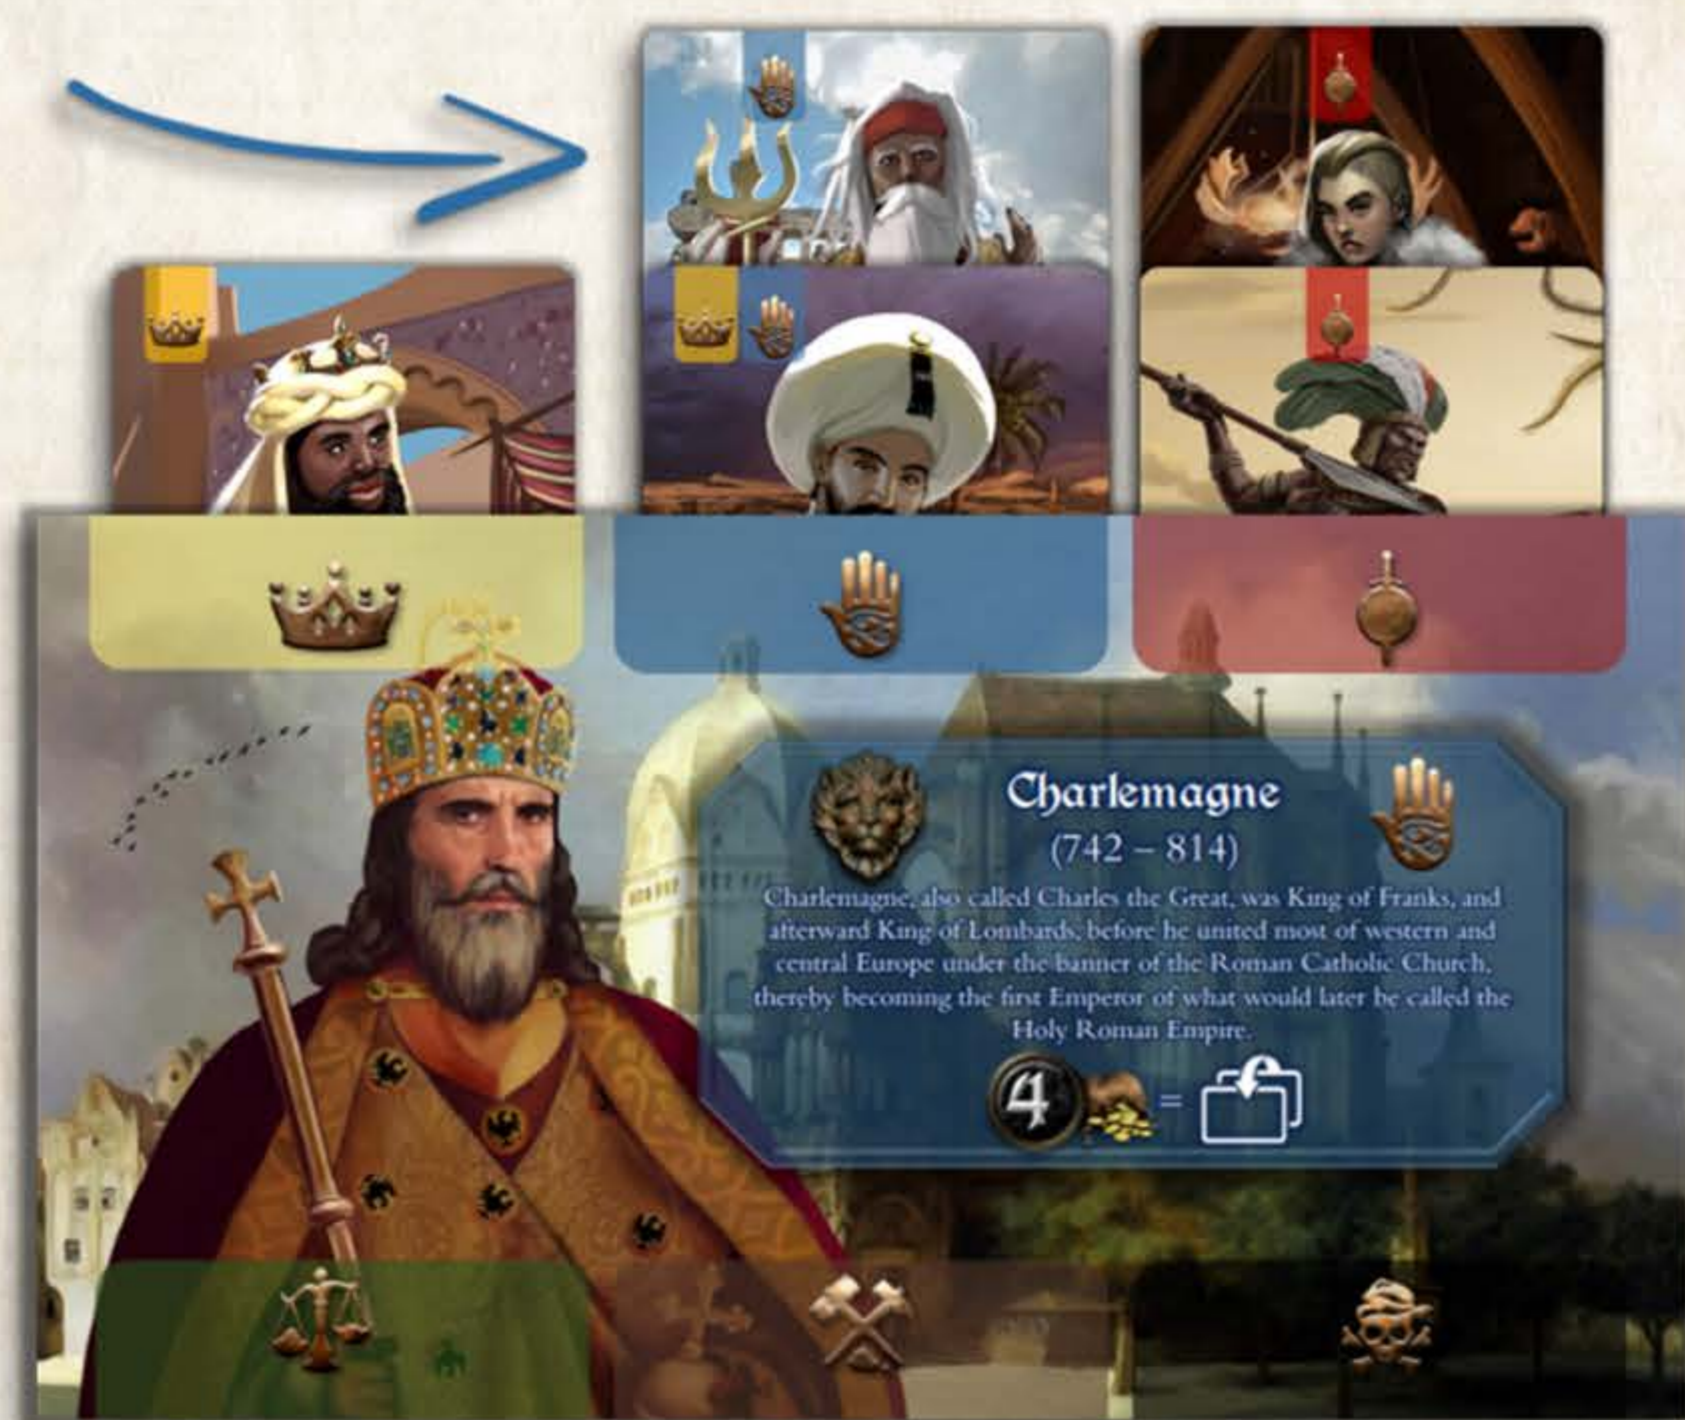 Charlemagne
(742 – 814)
Charlemagne, also called Charles the Great, was King of Franks, and
afterward King of Lombards, before he united most of western and
central Europe under the banner of the Roman Catholic Church,
thereby becoming the first Emperor of what would later be called the
Holy Roman Empire.
4 =